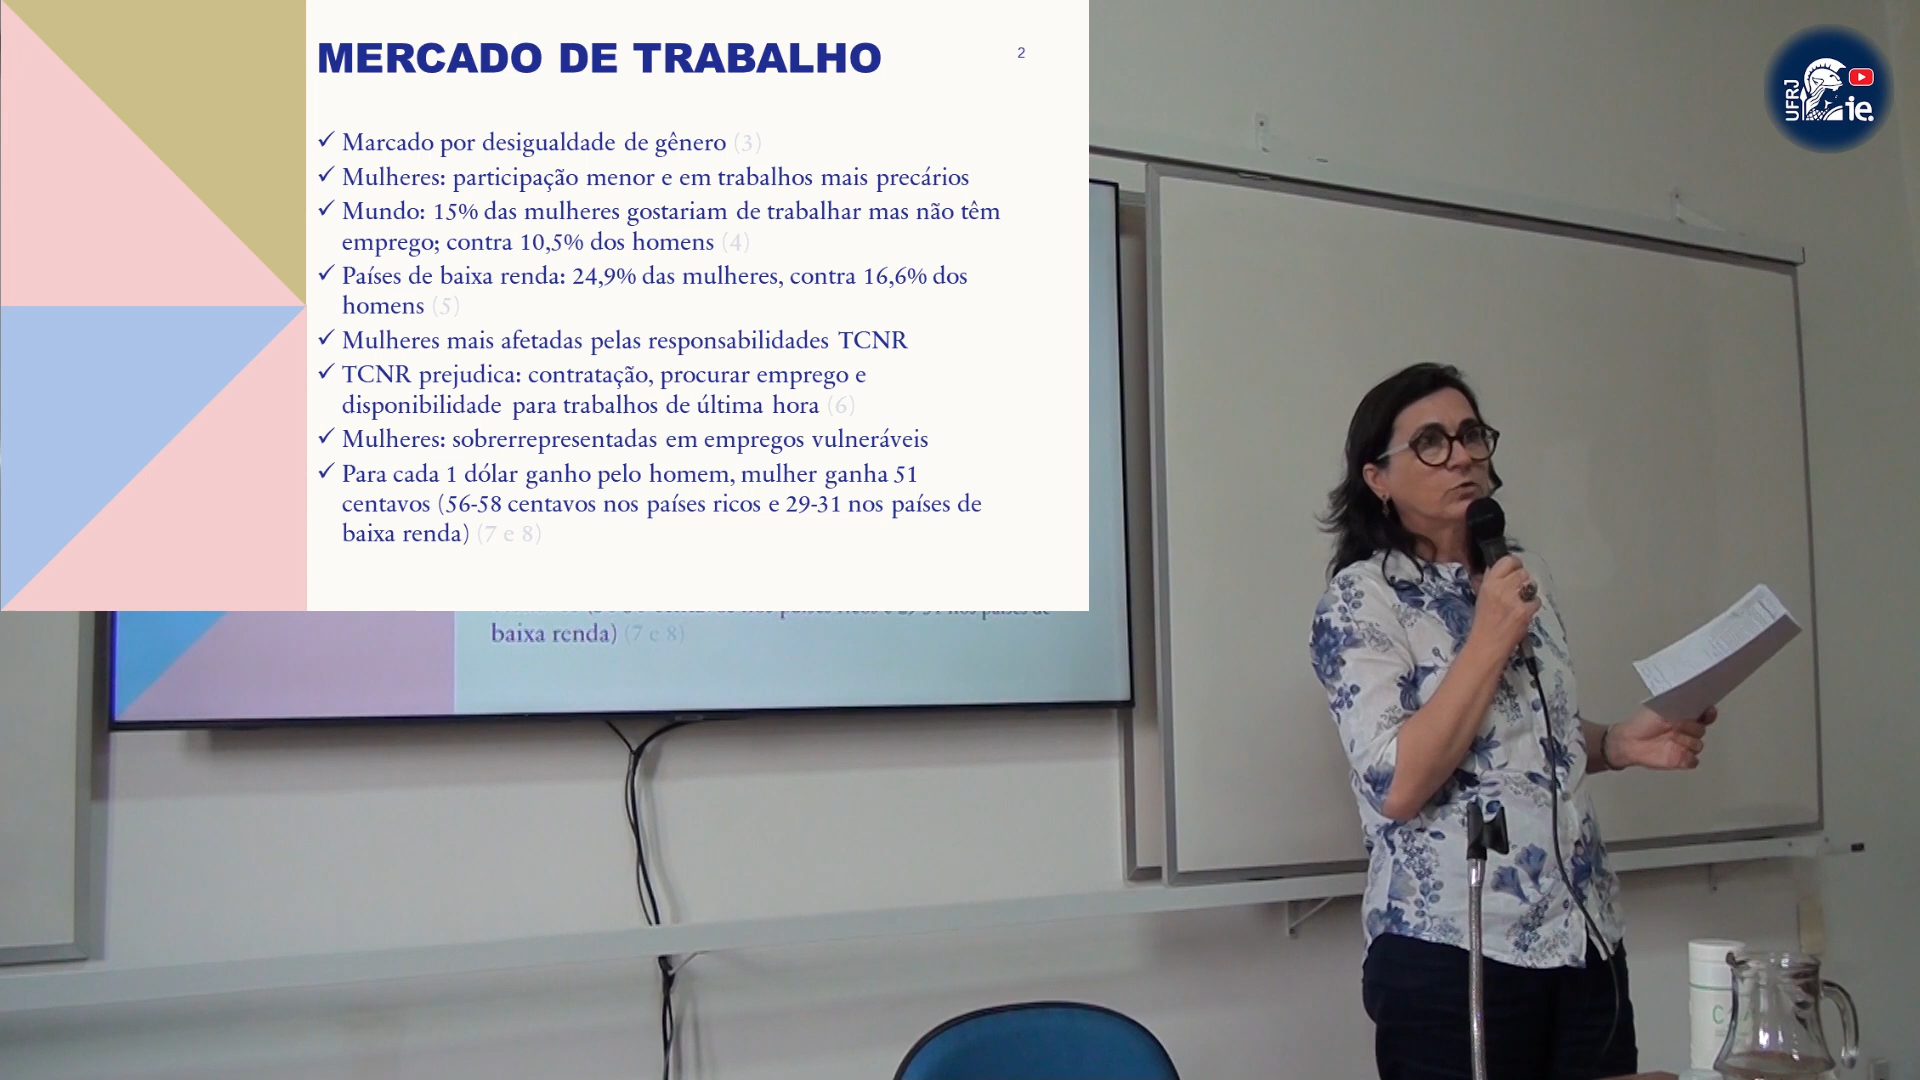 MERCADO DE TRABALHO
2
✓ Marcado por desigualdade de gênero (3)
✓ Mulheres: participação menor e em trabalhos mais precários
✓ Mundo: 15% das mulheres gostariam de trabalhar mas não têm
emprego; contra 10,5% dos homens (4)
✓ Países de baixa renda: 24,9% das mulheres, contra 16,6% dos
homens (5)
✓ Mulheres mais afetadas pelas responsabilidades TCNR
✓ TCNR prejudica: contratação, procurar emprego e
disponibilidade para trabalhos de última hora (6)
✓ Mulheres: sobrerrepresentadas em empregos vulneráveis
✓ Para cada 1 dólar ganho pelo homem, mulher ganha 51
centavos (56-58 centavos nos países ricos e 29-31 nos países de
baixa renda) (7 e 8)
baixa renda) (7 e 8)
UFRJ
ie.